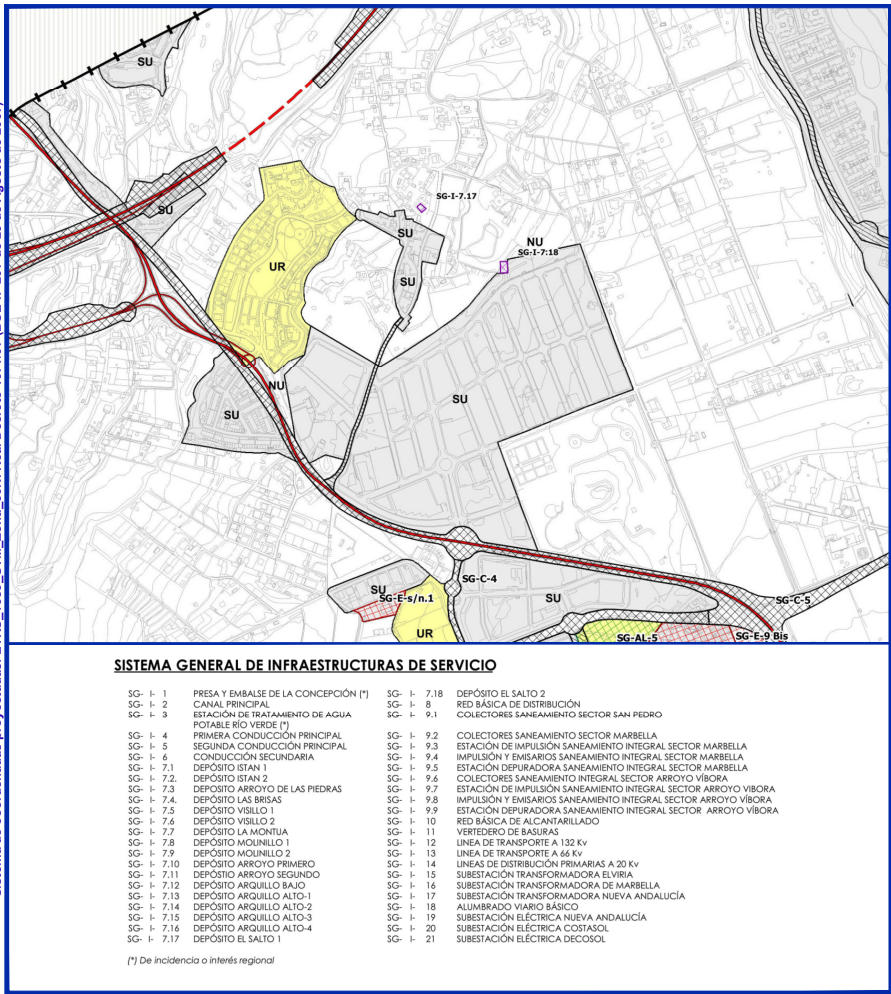 SU
SG-I-7.17
SU
SU
NU
SG-I-7.18
UR
SU
NU
SU
SU
SG-C-4
SU
SG-E-s/n.1
SU
SG-C-5
UR
SG-AL-5
SG-E-9 Bis
SISTEMA GENERAL DE INFRAESTRUCTURAS DE SERVICIO
SG- I- 1 PRESA Y EMBALSE DE LA CONCEPCIÓN (*)
SG- I- 2 CANAL PRINCIPAL
SG- I- 3 ESTACIÓN DE TRATAMIENTO DE AGUA
POTABLE RÍO VERDE (*)
SG- I- 4 PRIMERA CONDUCCIÓN PRINCIPAL
SG- I- 5 SEGUNDA CONDUCCIÓN PRINCIPAL
SG- I- 6 CONDUCCIÓN SECUNDARIA
SG- I- 7.1 DEPÓSITO ISTAN 1
SG- I- 7.2. DEPÓSITO ISTAN 2
SG- I- 7.3 DEPÓSITO ARROYO DE LAS PIEDRAS
SG- I- 7.4. DEPÓSITO LAS BRISAS
SG- I- 7.5 DEPÓSITO VISILLO 1
SG- I- 7.6 DEPÓSITO VISILLO 2
SG- I- 7.7 DEPÓSITO LA MONTUA
SG- I- 7.8 DEPÓSITO MOLINILLO 1
SG- I- 7.9 DEPÓSITO MOLINILLO 2
SG- I- 7.10 DEPÓSITO ARROYO PRIMERO
SG- I- 7.11 DEPÓSTIO ARROYO SEGUNDO
SG- I- 7.12 DEPÓSITO ARQUILLO BAJO
SG- I- 7.13 DEPÓSITO ARQUILLO ALTO-1
SG- I- 7.14 DEPÓSITO ARQUILLO ALTO-2
SG- I- 7.15 DEPÓSITO ARQUILLO ALTO-3
SG- I- 7.16 DEPÓSITO ARQUILLO ALTO-4
SG- I- 7.17 DEPÓSITO EL SALTO 1
SG- I- 7.18 DEPÓSITO EL SALTO 2
SG- I- 8 RED BÁSICA DE DISTRIBUCIÓN
SG- I- 9.1 COLECTORES SANEAMIENTO SECTOR SAN PEDRO
SG- I- 9.2 COLECTORES SANEAMIENTO SECTOR MARBELLA
SG- I- 9.3 ESTACIÓN DE IMPULSIÓN SANEAMIENTO INTEGRAL SECTOR MARBELLA
SG- I- 9.4 IMPULSIÓN Y EMISARIOS SANEAMIENTO INTEGRAL SECTOR MARBELLA
SG- I- 9.5 ESTACIÓN DEPURADORA SANEAMIENTO INTEGRAL SECTOR MARBELLA
SG- I- 9.6 COLECTORES SANEAMIENTO INTEGRAL SECTOR ARROYO VÍBORA
SG- I- 9.7 ESTACIÓN DE IMPULSIÓN SANEAMIENTO INTEGRAL SECTOR ARROYO VIBORA
SG- I- 9.8 IMPULSIÓN Y EMISARIOS SANEAMIENTO INTEGRAL SECTOR ARROYO VÍBORA
SG- I- 9.9 ESTACIÓN DEPURADORA SANEAMIENTO INTEGRAL SECTOR ARROYO VÍBORA
SG- I- 10 RED BÁSICA DE ALCANTARILLADO
SG- I- 11 VERTEDERO DE BASURAS
SG- I- 12 LINEA DE TRANSPORTE A 132 Kv
SG- I- 13 LINEA DE TRANSPORTE A 66 Kv
SG- I- 14 LINEAS DE DISTRIBUCIÓN PRIMARIAS A 20 Kv
SG- I- 15 SUBESTACIÓN TRANSFORMADORA ELVIRIA
SG- I- 16 SUBESTACIÓN TRANSFORMADORA DE MARBELLA
SG- I- 17 SUBESTACIÓN TRANSFORMADORA NUEVA ANDALUCÍA
SG- I- 18 ALUMBRADO VIARIO BÁSICO
SG- I- 19 SUBESTACIÓN ELÉCTRICA NUEVA ANDALUCÍA
SG- I- 20 SUBESTACIÓN ELÉCTRICA COSTASOL
SG- I- 21 SUBESTACIÓN ELÉCTRICA DECOSOL
(*) De incidencia o interés regional